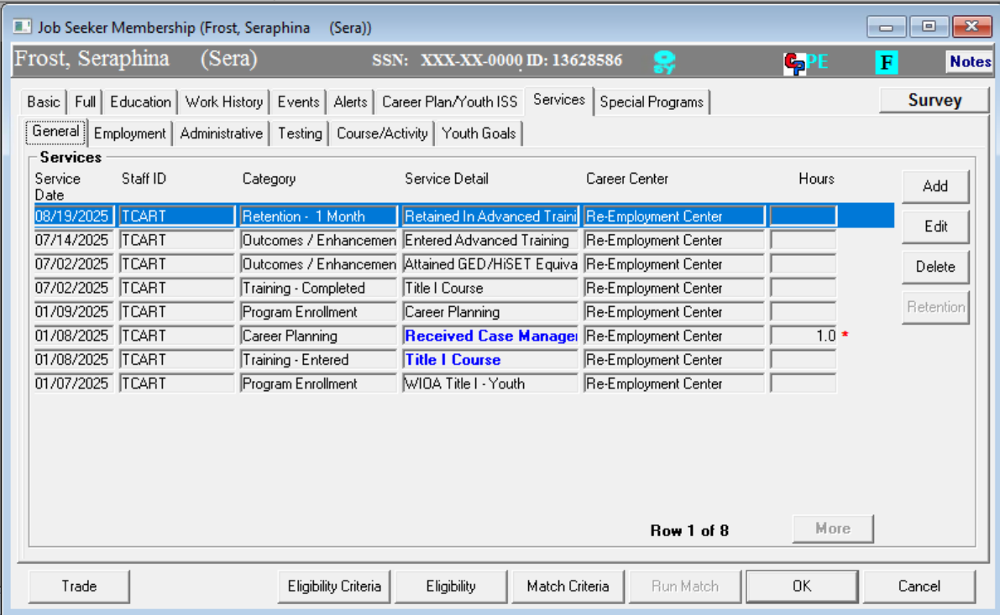 Job Seeker Membership (Frost, Seraphina (Sera))
Frost, Seraphina (Sera) SSN: XXX-XX-0000 ID: 13628586 PE F Notes
Basic Full Education Work History Events Alerts Career Plan/Youth ISS Services Special Programs Survey
General Employment Administrative Testing Course/Activity Youth Goals
Services
Service Date Staff ID Category Service Detail Career Center Hours
08/19/2025 TCART Retention - 1 Month Retained In Advanced Traini Re-Employment Center
07/14/2025 TCART Outcomes / Enhancemen Entered Advanced Training Re-Employment Center
07/02/2025 TCART Outcomes / Enhancemen Attained GED/HiSET Equiva Re-Employment Center
07/02/2025 TCART Training - Completed Title I Course Re-Employment Center
01/09/2025 TCART Program Enrollment Career Planning Re-Employment Center
01/08/2025 TCART Career Planning Received Case Manage Re-Employment Center 1.0 *
01/08/2025 TCART Training - Entered Title I Course Re-Employment Center
01/07/2025 TCART Program Enrollment WIOA Title I - Youth Re-Employment Center
Add
Edit
Delete
Retention
Row 1 of 8 More
Trade Eligibility Criteria Eligibility Match Criteria Run Match OK Cancel